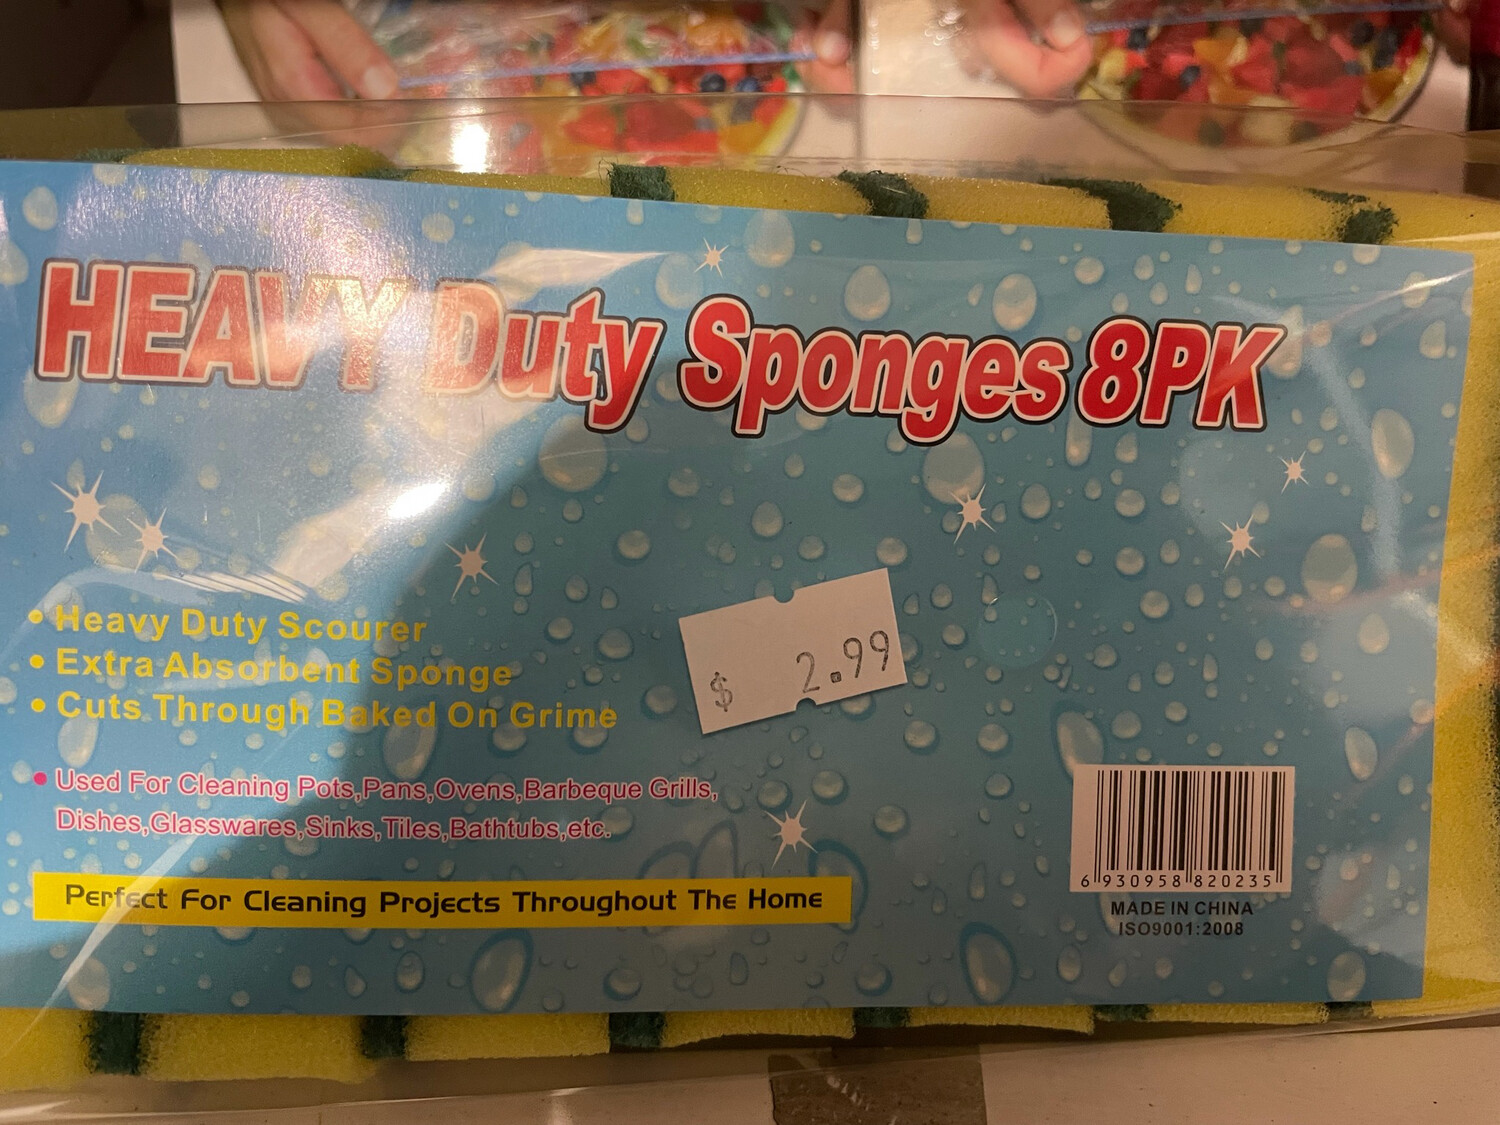 HEAVY Duty Sponges 8PK
• Heavy Duty Scourer
• Extra Absorbent Sponge
• Cuts Through Baked On Grime
$ 2.99
• Used For Cleaning Pots,Pans,Ovens,Barbeque Grills,
Dishes,Glasswares,Sinks,Tiles,Bathtubs,etc.
Perfect For Cleaning Projects Throughout The Home
6 930958 820235
MADE IN CHINA
ISO9001:2008